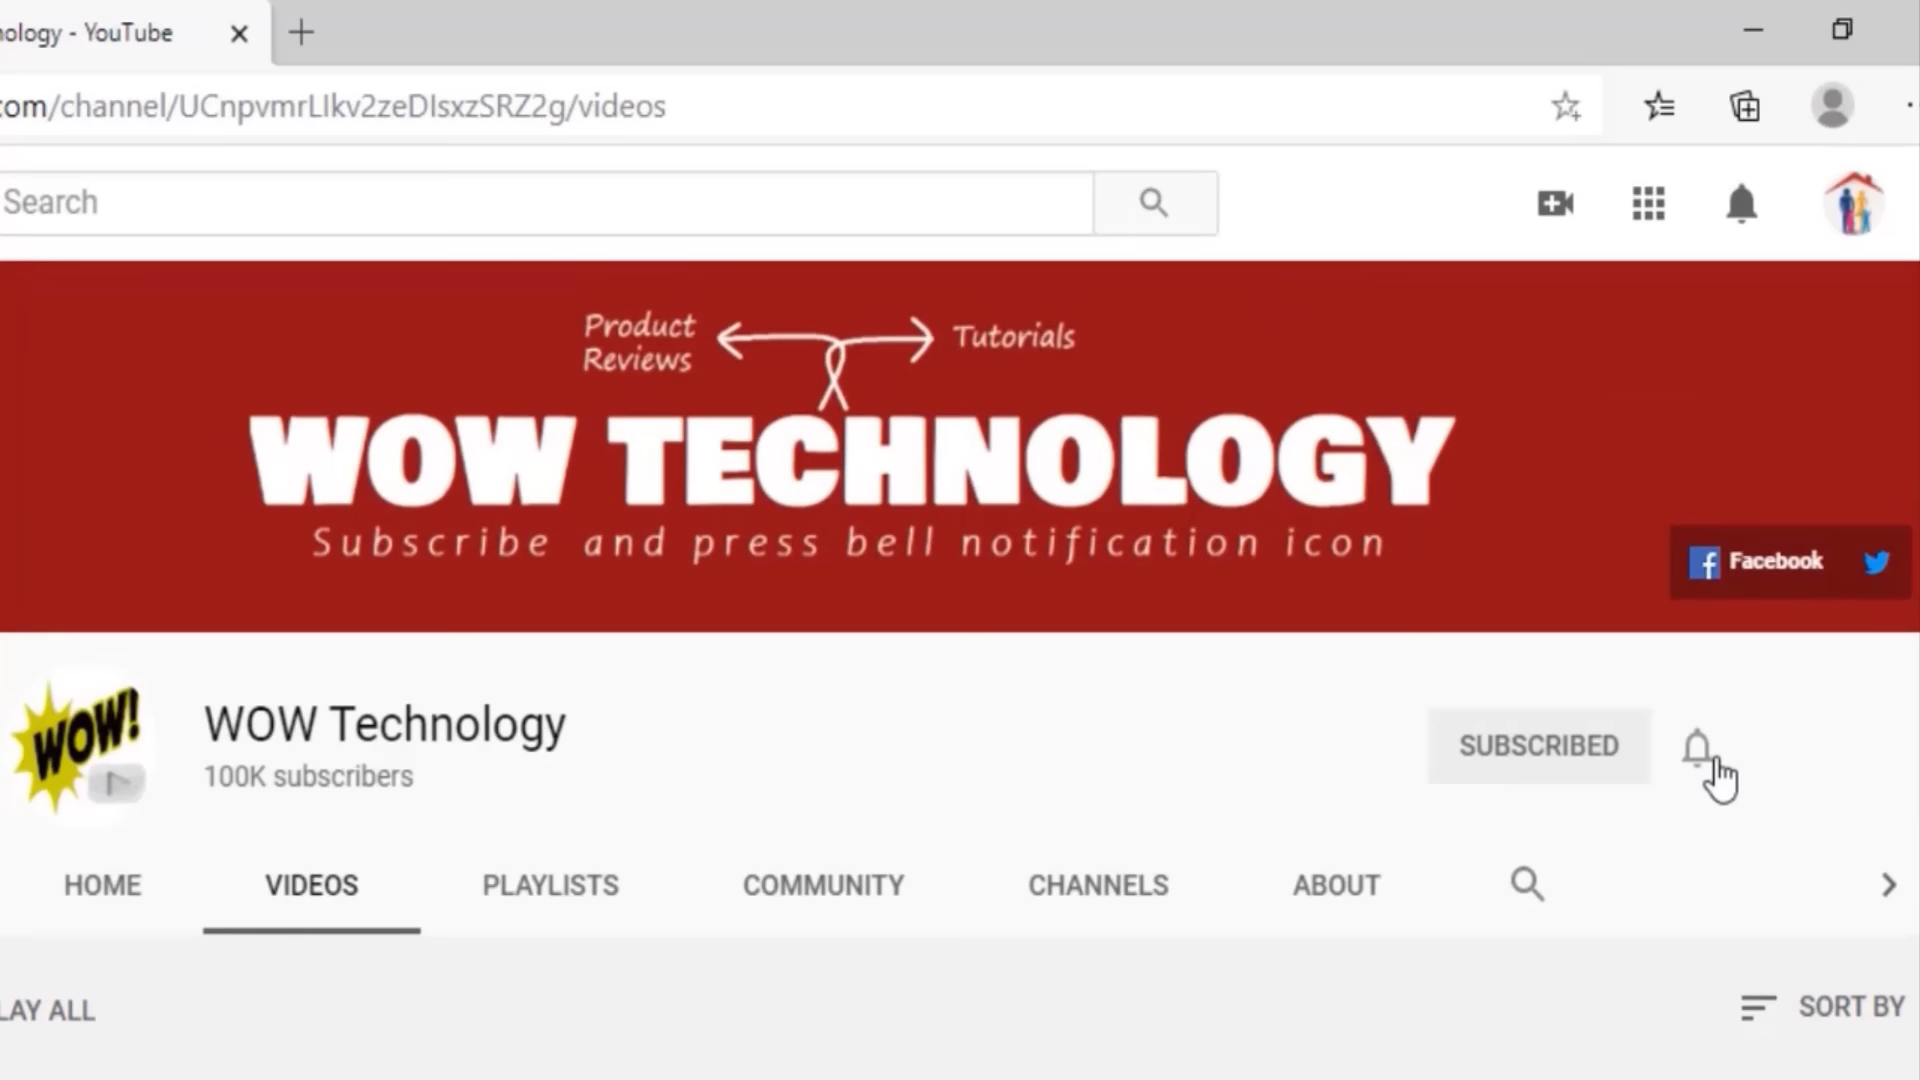 nology - YouTube
com/channel/UCnpvmrLIkv2zeDIsxzSRZ2g/videos
Search
Product
Reviews
Tutorials
WOW TECHNOLOGY
Subscribe and press bell notification icon
Facebook
WOW!
WOW Technology
100K subscribers
SUBSCRIBED
HOME VIDEOS PLAYLISTS COMMUNITY CHANNELS ABOUT
LAY ALL
SORT BY